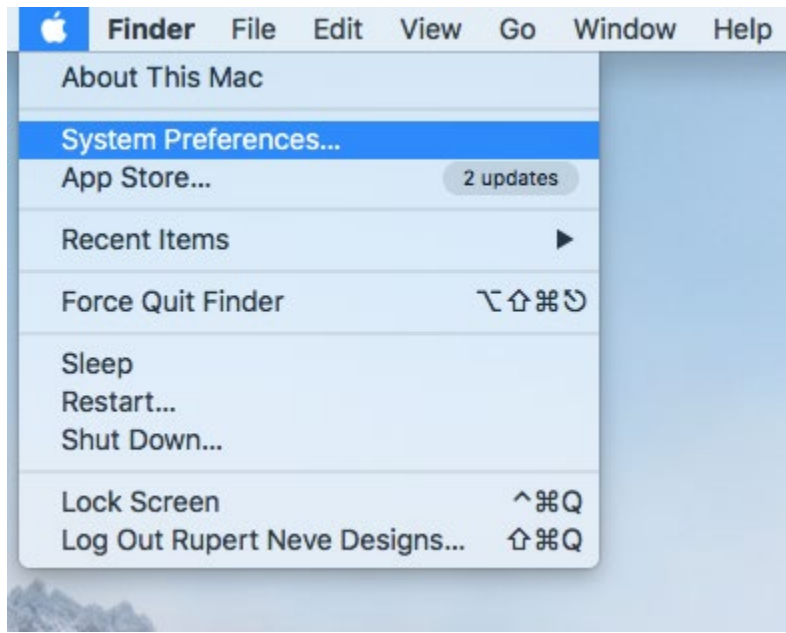 Finder File Edit View Go Window Help
About This Mac
System Preferences...
App Store... 2 updates
Recent Items ▶
Force Quit Finder ⌥⇧⌘⎋
Sleep
Restart...
Shut Down...
Lock Screen ^⌘Q
Log Out Rupert Neve Designs... ⇧⌘Q